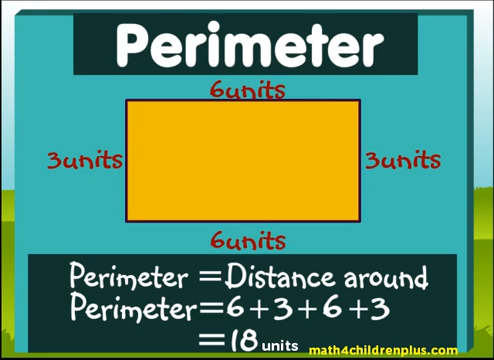 Perimeter
6units
3units 3units
6units
Perimeter =Distance around
Perimeter=6+3+6+3
=18 units
math4childrenplus.com